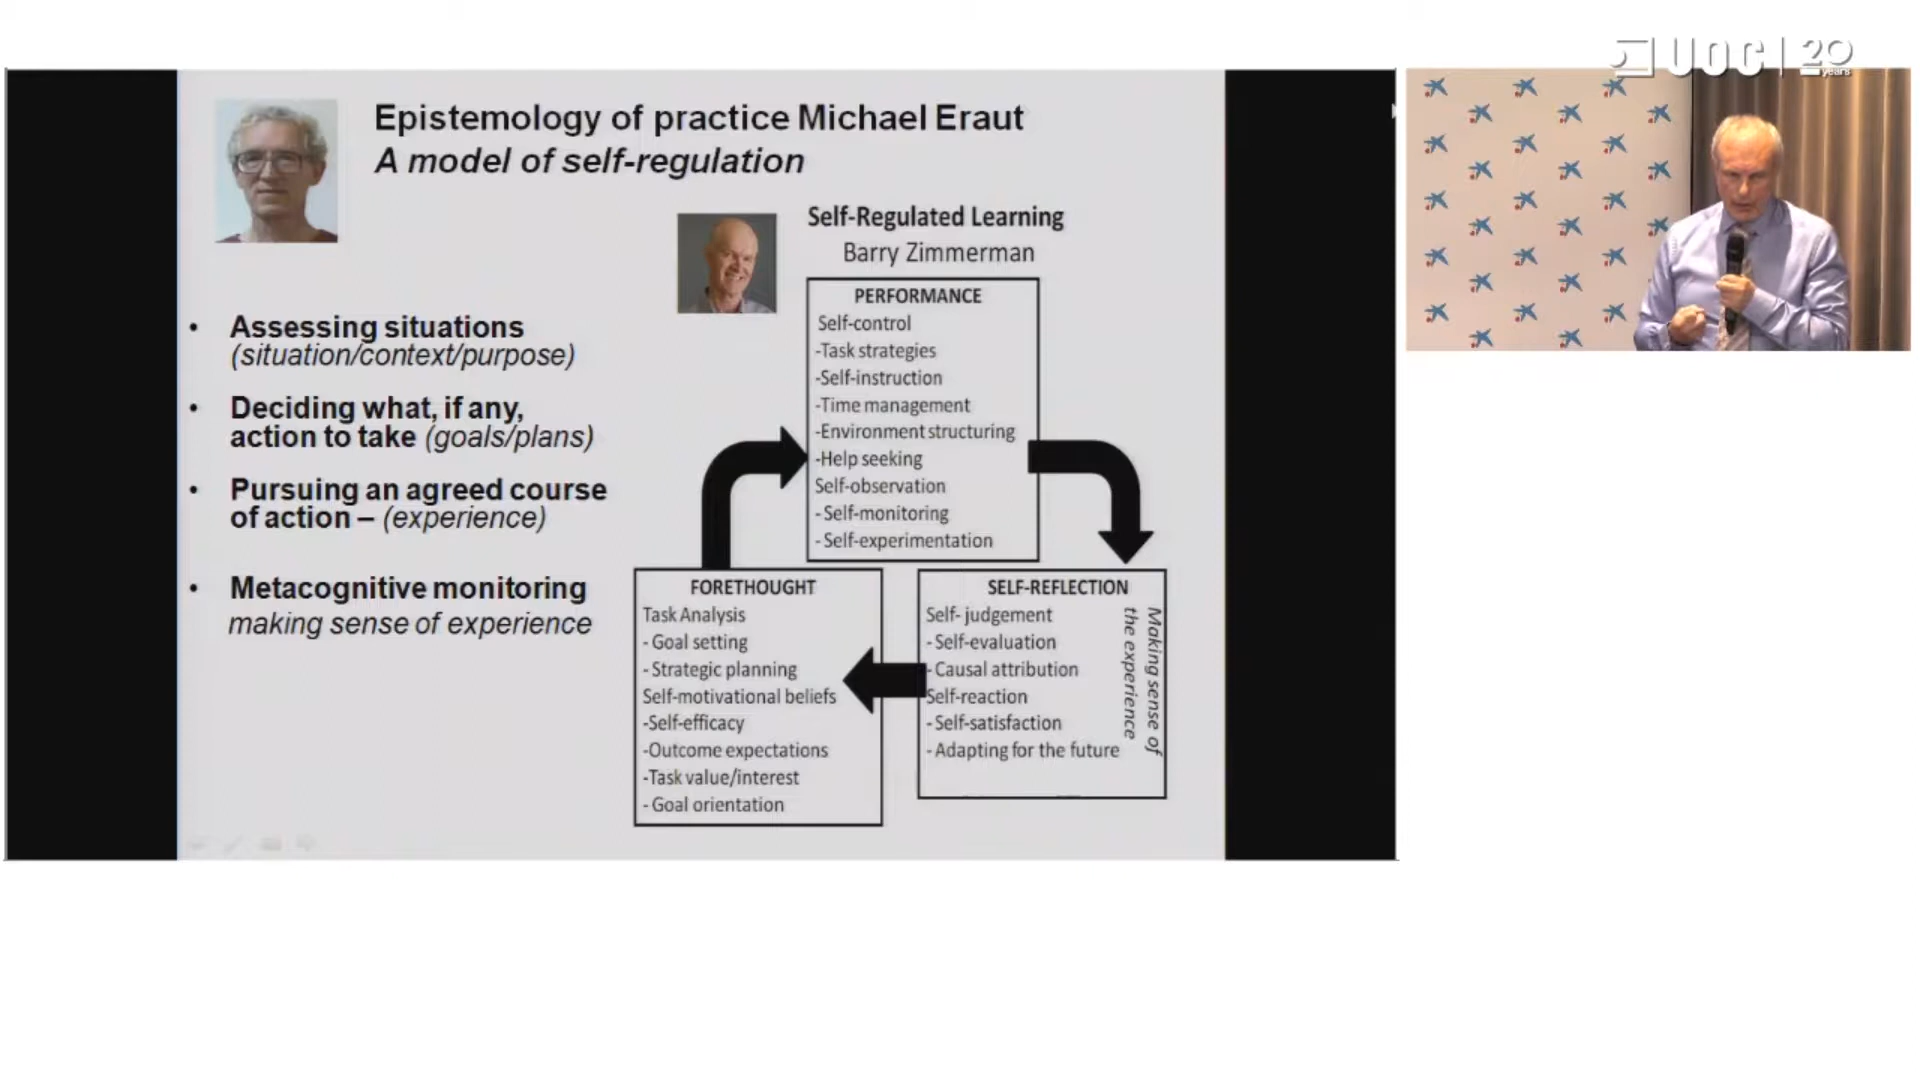 UOC 20 years
Epistemology of practice Michael Eraut
A model of self-regulation
• Assessing situations
(situation/context/purpose)
• Deciding what, if any,
action to take (goals/plans)
• Pursuing an agreed course
of action – (experience)
• Metacognitive monitoring
making sense of experience
Self-Regulated Learning
Barry Zimmerman
PERFORMANCE
Self-control
-Task strategies
-Self-instruction
-Time management
-Environment structuring
-Help seeking
Self-observation
- Self-monitoring
- Self-experimentation
FORETHOUGHT
Task Analysis
- Goal setting
- Strategic planning
Self-motivational beliefs
-Self-efficacy
-Outcome expectations
-Task value/interest
- Goal orientation
SELF-REFLECTION
Self- judgement
- Self-evaluation
- Causal attribution
Self-reaction
- Self-satisfaction
- Adapting for the future
Making sense of
the experience